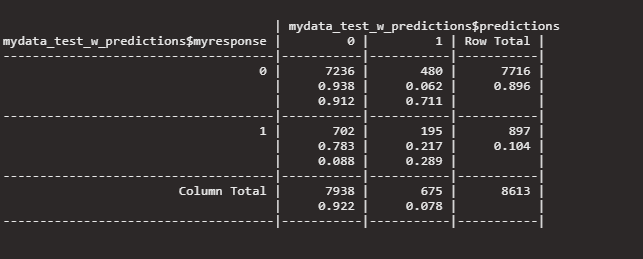 | mydata_test_w_predictions$predictions
mydata_test_w_predictions$myresponse |         0 |         1 | Row Total |
------------------------------------|-----------|-----------|-----------|
                                  0 |      7236 |       480 |      7716 |
                                    |     0.938 |     0.062 |     0.896 |
                                    |     0.912 |     0.711 |           |
------------------------------------|-----------|-----------|-----------|
                                  1 |       702 |       195 |       897 |
                                    |     0.783 |     0.217 |     0.104 |
                                    |     0.088 |     0.289 |           |
------------------------------------|-----------|-----------|-----------|
                       Column Total |      7938 |       675 |      8613 |
                                    |     0.922 |     0.078 |           |
------------------------------------|-----------|-----------|-----------|